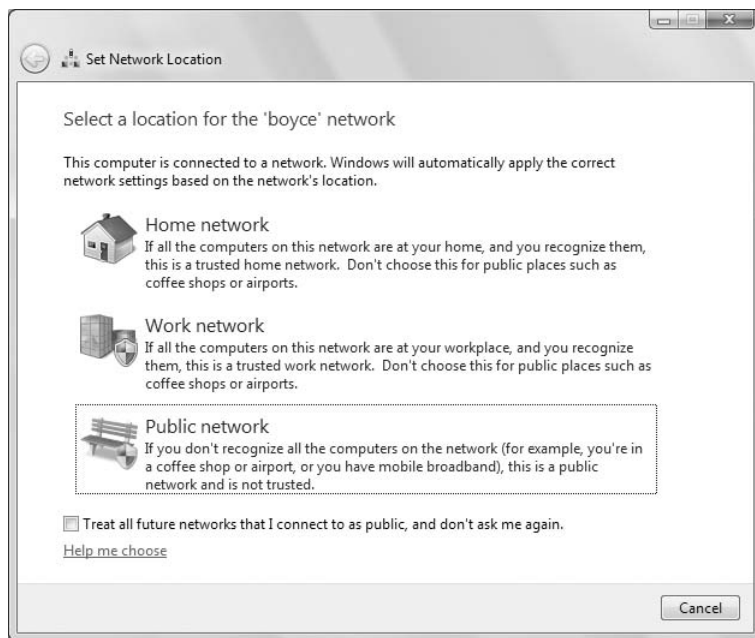 Set Network Location
Select a location for the 'boyce' network
This computer is connected to a network. Windows will automatically apply the correct
network settings based on the network's location.
Home network
If all the computers on this network are at your home, and you recognize them,
this is a trusted home network. Don't choose this for public places such as
coffee shops or airports.
Work network
If all the computers on this network are at your workplace, and you recognize
them, this is a trusted work network. Don't choose this for public places such as
coffee shops or airports.
Public network
If you don't recognize all the computers on the network (for example, you're in
a coffee shop or airport, or you have mobile broadband), this is a public
network and is not trusted.
Treat all future networks that I connect to as public, and don't ask me again.
Help me choose
Cancel